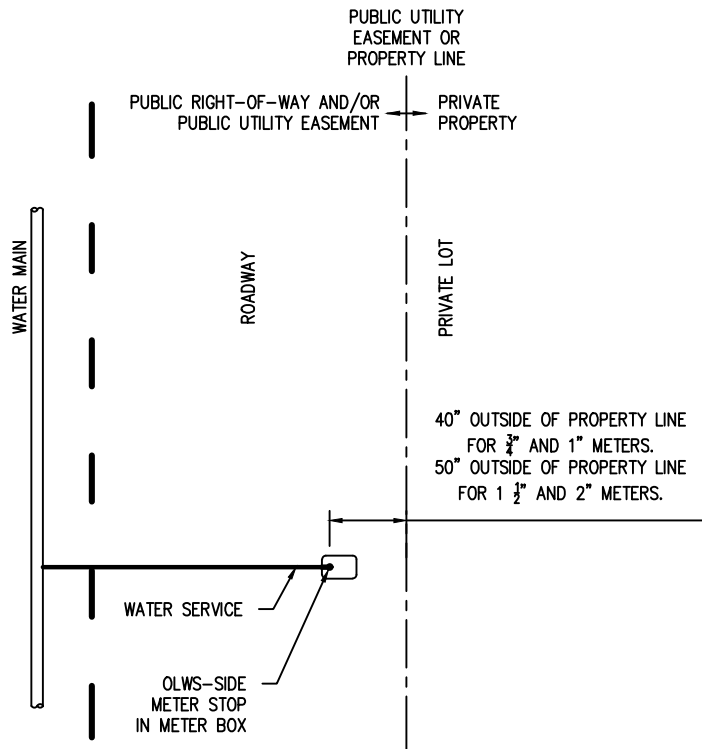 PUBLIC UTILITY
EASEMENT OR
PROPERTY LINE
PUBLIC RIGHT-OF-WAY AND/OR
PUBLIC UTILITY EASEMENT
PRIVATE
PROPERTY
WATER MAIN
ROADWAY
PRIVATE LOT
40" OUTSIDE OF PROPERTY LINE
FOR 3/4" AND 1" METERS.
50" OUTSIDE OF PROPERTY LINE
FOR 1 1/2" AND 2" METERS.
WATER SERVICE
OLWS-SIDE
METER STOP
IN METER BOX